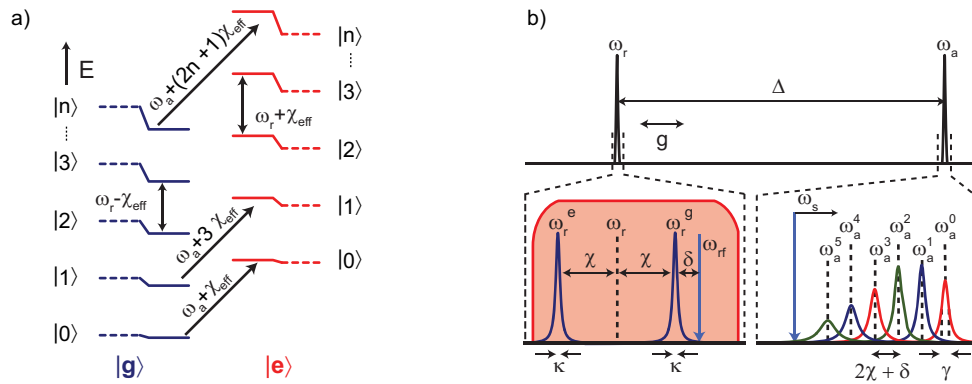 a)
E
|n⟩
|3⟩
|2⟩
|1⟩
|0⟩
|g⟩
ω_r-χ_eff
ω_a+(2n +1)χ_eff
ω_a+3 χ_eff
ω_a+χ_eff
ω_r+χ_eff
|n⟩
|3⟩
|2⟩
|1⟩
|0⟩
|e⟩
b)
ω_r
ω_a
Δ
g
ω_r^e
ω_r
ω_r^g
ω_rf
χ
χ
δ
κ
κ
ω_s
ω_a^5
ω_a^4
ω_a^3
ω_a^2
ω_a^1
ω_a^0
2χ + δ
γ